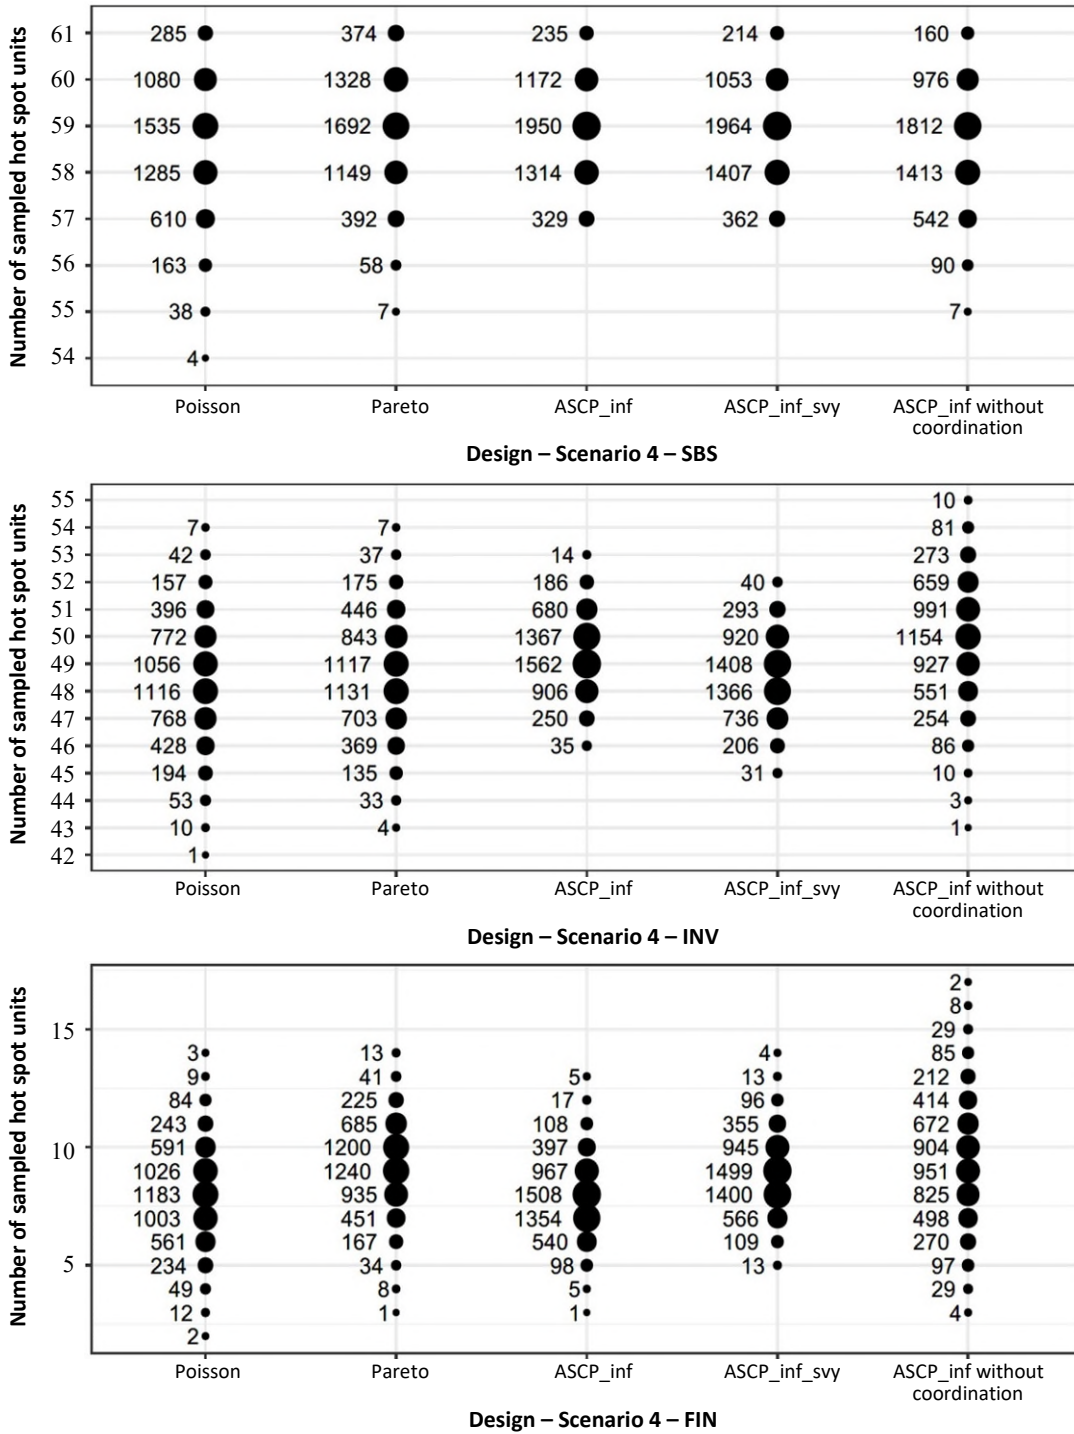 Number of sampled hot spot units
61 285 374 235 214 160
60 1080 1328 1172 1053 976
59 1535 1692 1950 1964 1812
58 1285 1149 1314 1407 1413
57 610 392 329 362 542
56 163 58 90
55 38 7 7
54 4
Poisson Pareto ASCP_inf ASCP_inf_svy ASCP_inf without
coordination
Design – Scenario 4 – SBS
Number of sampled hot spot units
55 10
54 7 7 81
53 42 37 14 273
52 157 175 186 40 659
51 396 446 680 293 991
50 772 843 1367 920 1154
49 1056 1117 1562 1408 927
48 1116 1131 906 1366 551
47 768 703 250 736 254
46 428 369 35 206 86
45 194 135 31 10
44 53 33 3
43 10 4 1
42 1
Poisson Pareto ASCP_inf ASCP_inf_svy ASCP_inf without
coordination
Design – Scenario 4 – INV
Number of sampled hot spot units
2
8
15 29
3 13 4 85
9 41 5 13 212
84 225 17 96 414
243 685 108 355 672
10 591 1200 397 945 904
1026 1240 967 1499 951
1183 935 1508 1400 825
1003 451 1354 566 498
561 167 540 109 270
5 234 34 98 13 97
49 8 5 29
12 1 1 4
2
Poisson Pareto ASCP_inf ASCP_inf_svy ASCP_inf without
coordination
Design – Scenario 4 – FIN